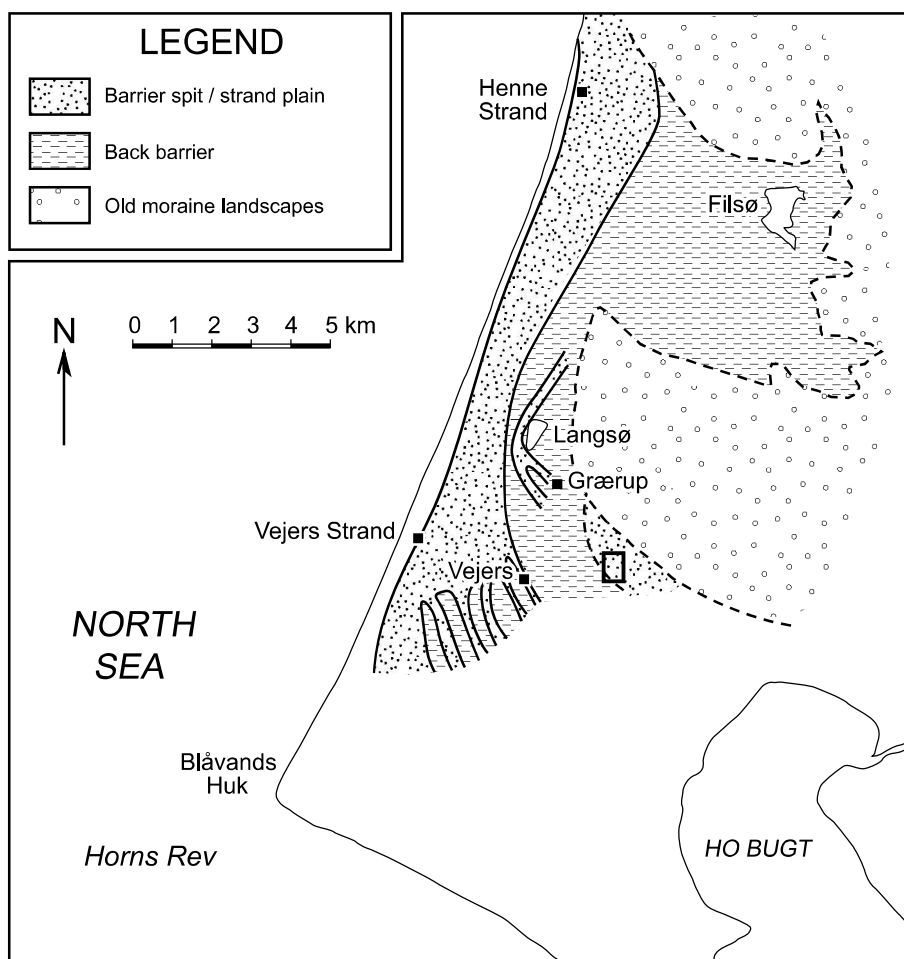 LEGEND
Barrier spit / strand plain
Back barrier
Old moraine landscapes
Henne
Strand
Filsø
N
0 1 2 3 4 5 km
Langsø
Grærup
Vejers Strand
Vejers
NORTH
SEA
Blåvands
Huk
Horns Rev
HO BUGT